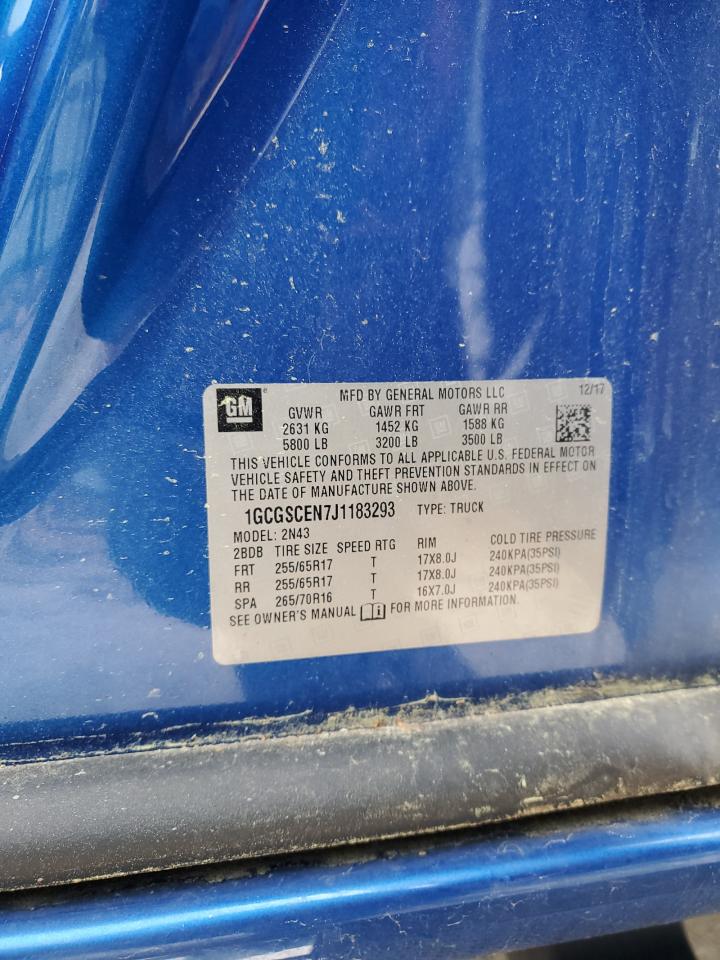 GM MFD BY GENERAL MOTORS LLC 12/17
GVWR GAWR FRT GAWR RR
2631 KG 1452 KG 1588 KG
5800 LB 3200 LB 3500 LB
THIS VEHICLE CONFORMS TO ALL APPLICABLE U.S. FEDERAL MOTOR
VEHICLE SAFETY AND THEFT PREVENTION STANDARDS IN EFFECT ON
THE DATE OF MANUFACTURE SHOWN ABOVE.
1GCGSCEN7J1183293 TYPE: TRUCK
MODEL: 2N43
2BDB TIRE SIZE SPEED RTG RIM COLD TIRE PRESSURE
FRT 255/65R17 T 17X8.0J 240KPA(35PSI)
RR 255/65R17 T 17X8.0J 240KPA(35PSI)
SPA 265/70R16 T 16X7.0J 240KPA(35PSI)
SEE OWNER'S MANUAL FOR MORE INFORMATION.